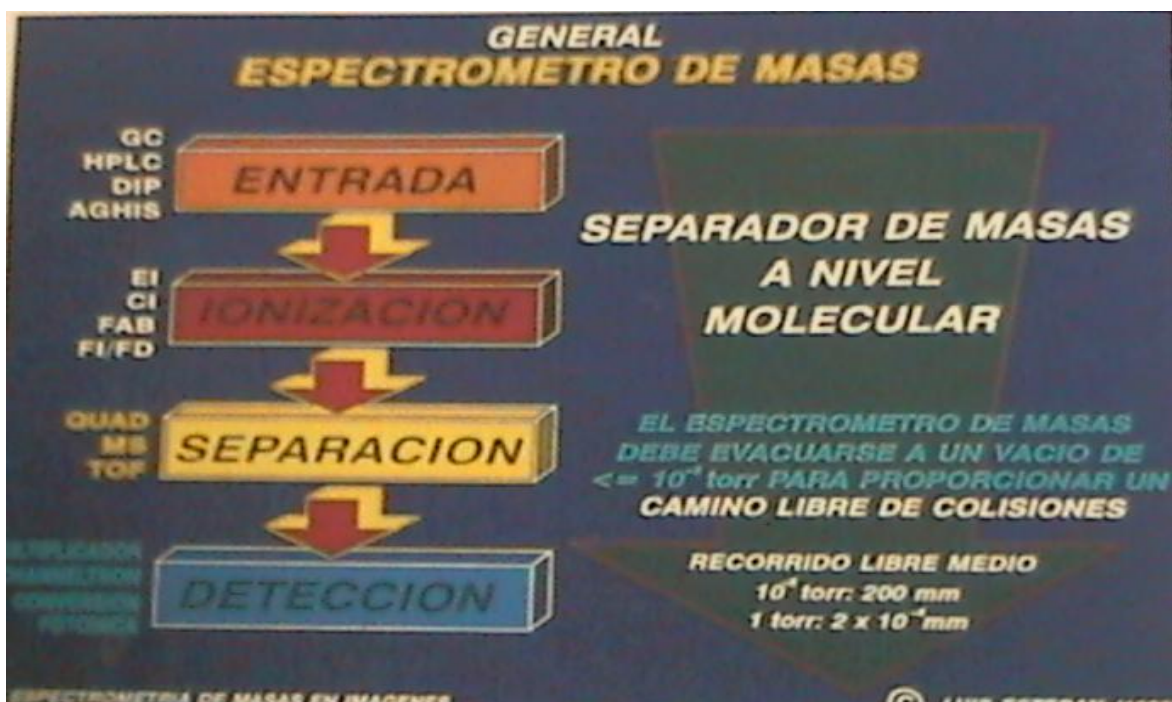 GENERAL
ESPECTROMETRO DE MASAS
GC
HPLC
DIP
AGHIS
ENTRADA
EI
CI
FAB
FI/FD
IONIZACION
QUAD
MS
TOF
SEPARACION
DETECCION
SEPARADOR DE MASAS
A NIVEL
MOLECULAR
EL ESPECTROMETRO DE MASAS
DEBE EVACUARSE A UN VACIO DE
<= 10 torr PARA PROPORCIONAR UN
CAMINO LIBRE DE COLISIONES
RECORRIDO LIBRE MEDIO
10 torr: 200 mm
1 torr: 2 x 10 mm
ESPECTROMETRIA DE MASAS EN IMAGENES
© LUIS ESTEBAN